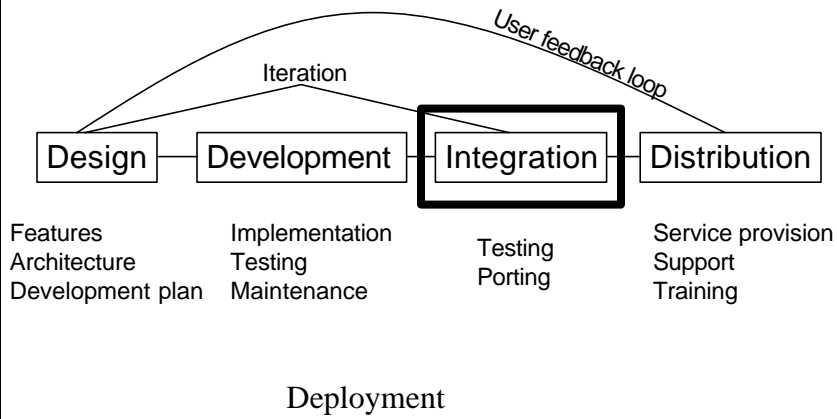 User feedback loop
Iteration
Design
Development
Integration
Distribution
Features
Architecture
Development plan
Implementation
Testing
Maintenance
Testing
Porting
Service provision
Support
Training
Deployment